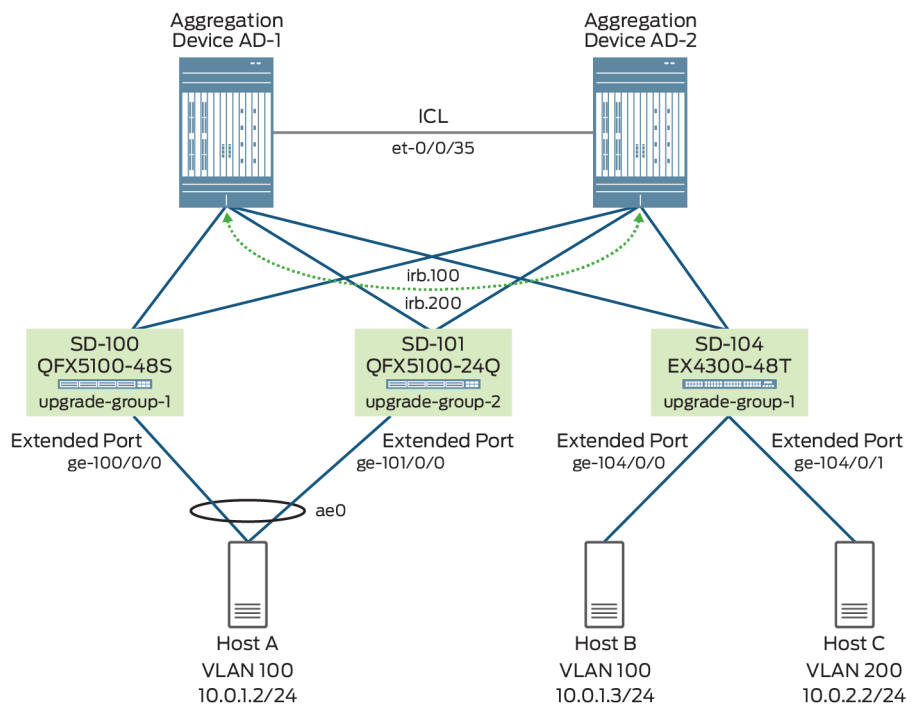 Aggregation
Device AD-1
Aggregation
Device AD-2
ICL
et-0/0/35
irb.100
irb.200
SD-100
QFX5100-48S
upgrade-group-1
SD-101
QFX5100-24Q
upgrade-group-2
SD-104
EX4300-48T
upgrade-group-1
Extended Port
ge-100/0/0
Extended Port
ge-101/0/0
Extended Port
ge-104/0/0
Extended Port
ge-104/0/1
ae0
Host A
VLAN 100
10.0.1.2/24
Host B
VLAN 100
10.0.1.3/24
Host C
VLAN 200
10.0.2.2/24